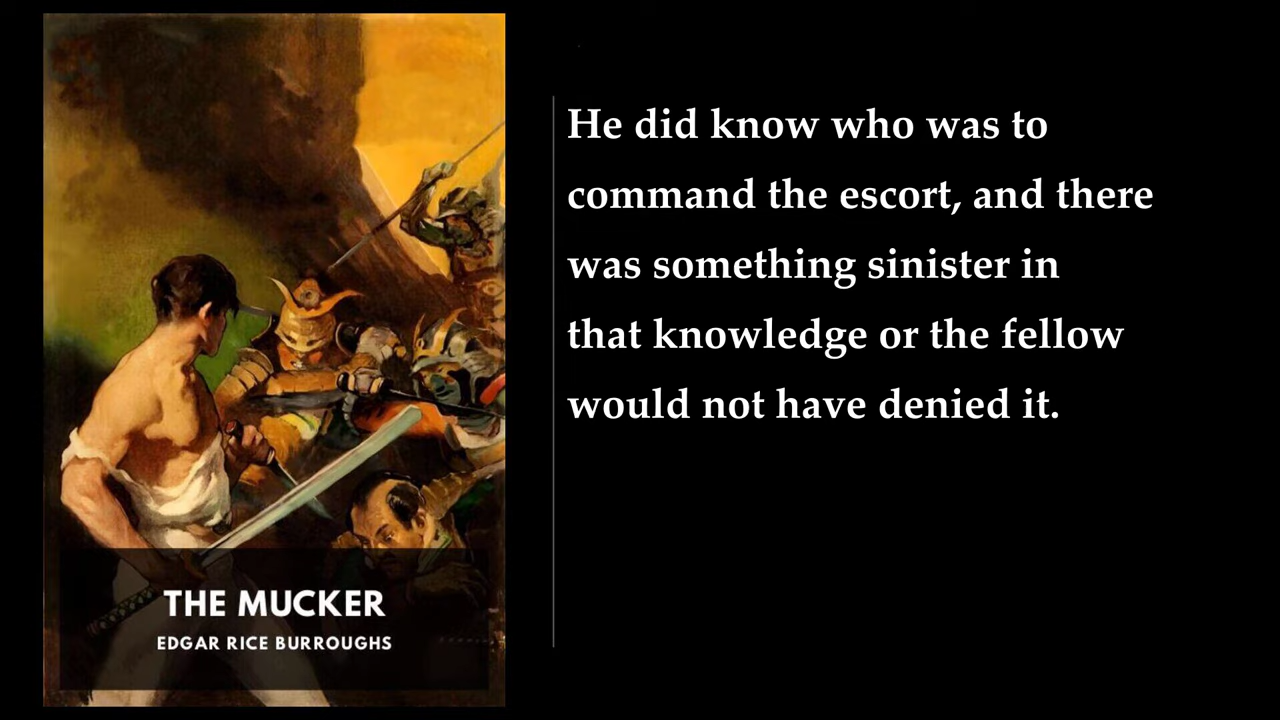 He did know who was to
command the escort, and there
was something sinister in
that knowledge or the fellow
would not have denied it.
THE MUCKER
EDGAR RICE BURROUGHS